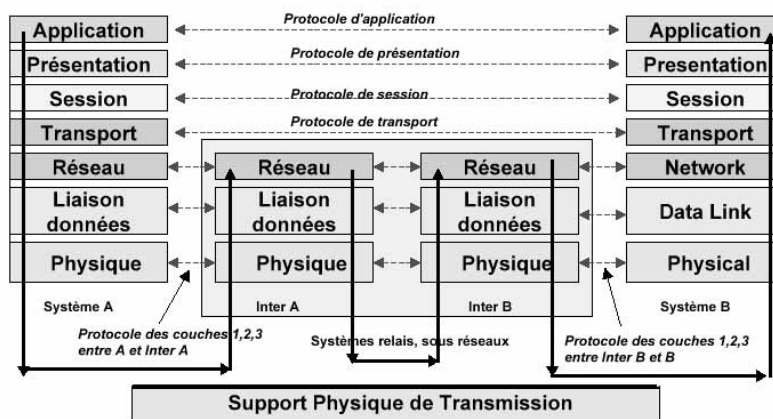 Protocole d'application
Application Application
Protocole de présentation
Présentation Presentation
Protocole de session
Session Session
Protocole de transport
Transport Transport
Réseau Réseau Réseau Network
Liaison Liaison Liaison Data Link
données données données
Physique Physique Physique Physical
Système A Inter A Inter B Système B
Protocole des couches 1,2,3
entre A et Inter A
Systèmes relais, sous réseaux
Protocole des couches 1,2,3
entre Inter B et B
Support Physique de Transmission